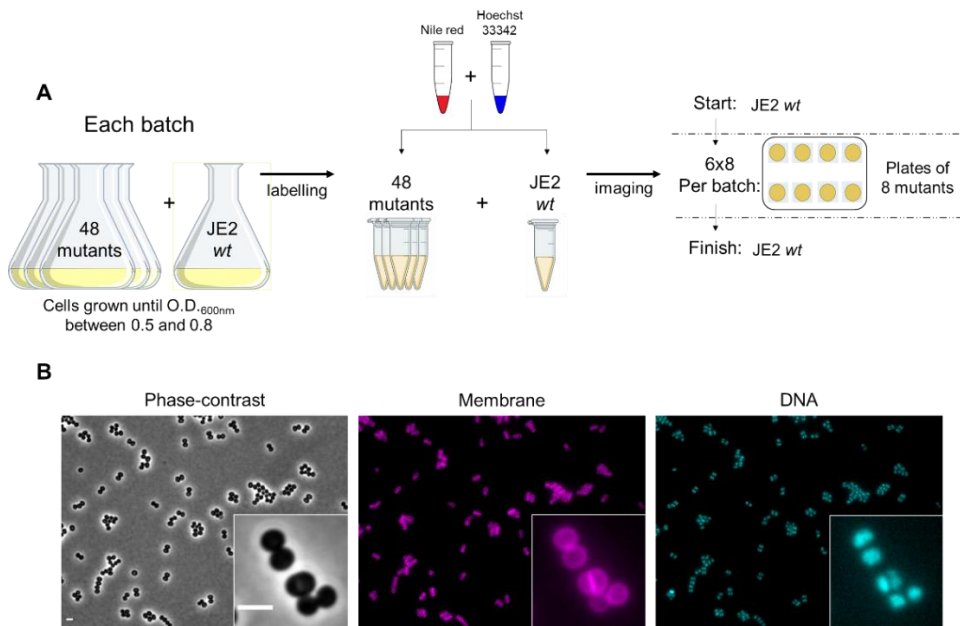 Nile red
Hoechst
33342
+
A
Each batch
48
mutants
+
JE2
wt
Cells grown until O.D.600nm
between 0.5 and 0.8
labelling
48
mutants
+
JE2
wt
imaging
Start: JE2 wt
6x8
Per batch:
Plates of
8 mutants
Finish: JE2 wt
B
Phase-contrast
Membrane
DNA